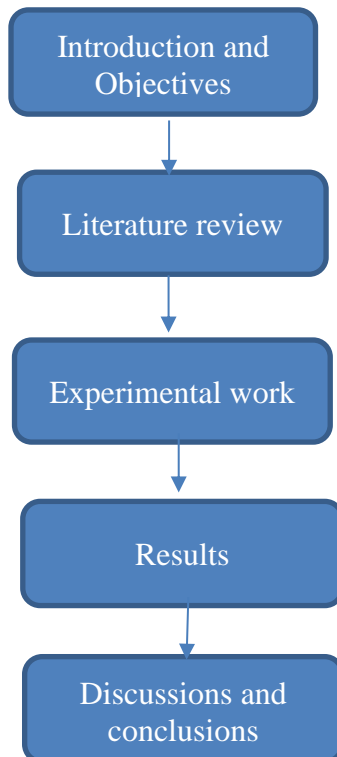 Introduction and
Objectives
Literature review
Experimental work
Results
Discussions and
conclusions